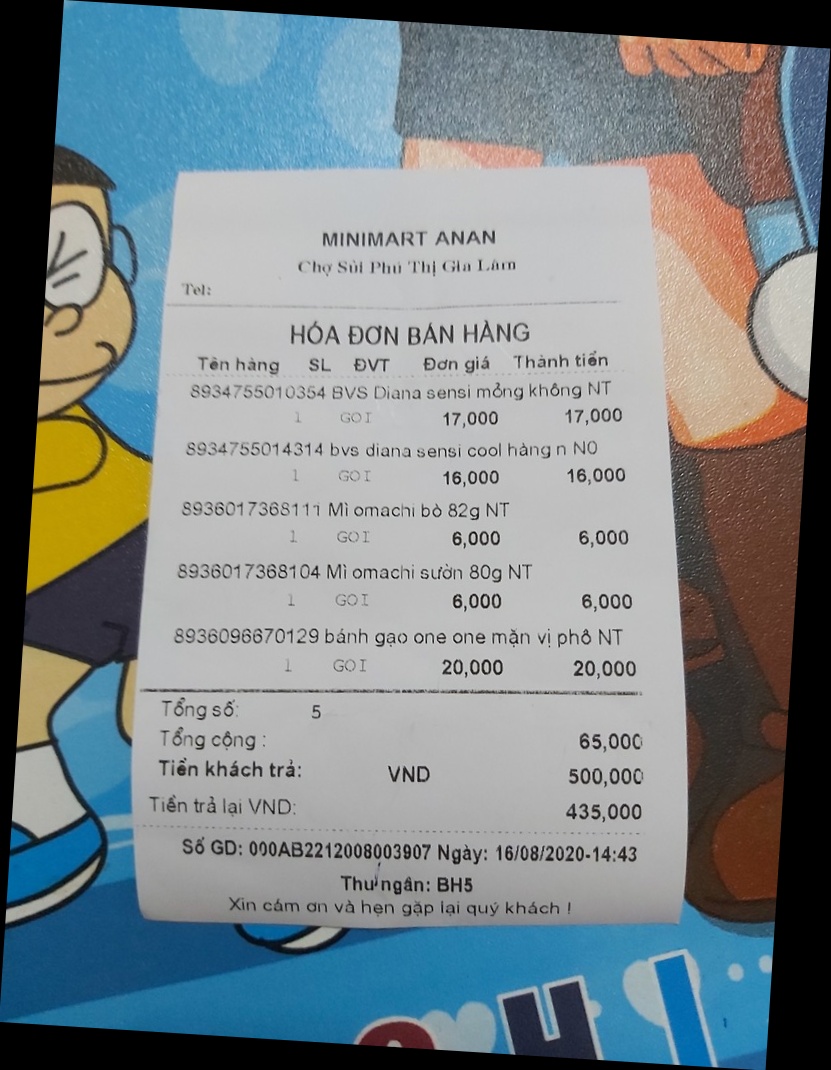 MINIMART ANAN
Chợ Sủi Phú Thị Gia Lâm
Tel:
HÓA ĐƠN BÁN HÀNG
Tên hàng SL ĐVT Đơn giá Thành tiền
8934755010354 BVS Diana sensi mỏng không NT
1 GOI 17,000 17,000
8934755014314 bvs diana sensi cool hàng n N0
1 GOI 16,000 16,000
8936017368111 Mì omachi bò 82g NT
1 GOI 6,000 6,000
8936017368104 Mì omachi sườn 80g NT
1 GOI 6,000 6,000
8936096670129 bánh gạo one one mặn vị phô NT
1 GOI 20,000 20,000
Tổng số: 5
Tổng cộng : 65,000
Tiền khách trả: VND 500,000
Tiền trả lại VND: 435,000
Số GD: 000AB2212008003907 Ngày: 16/08/2020-14:43
Thu ngân: BH5
Xin cám ơn và hẹn gặp lại quý khách !